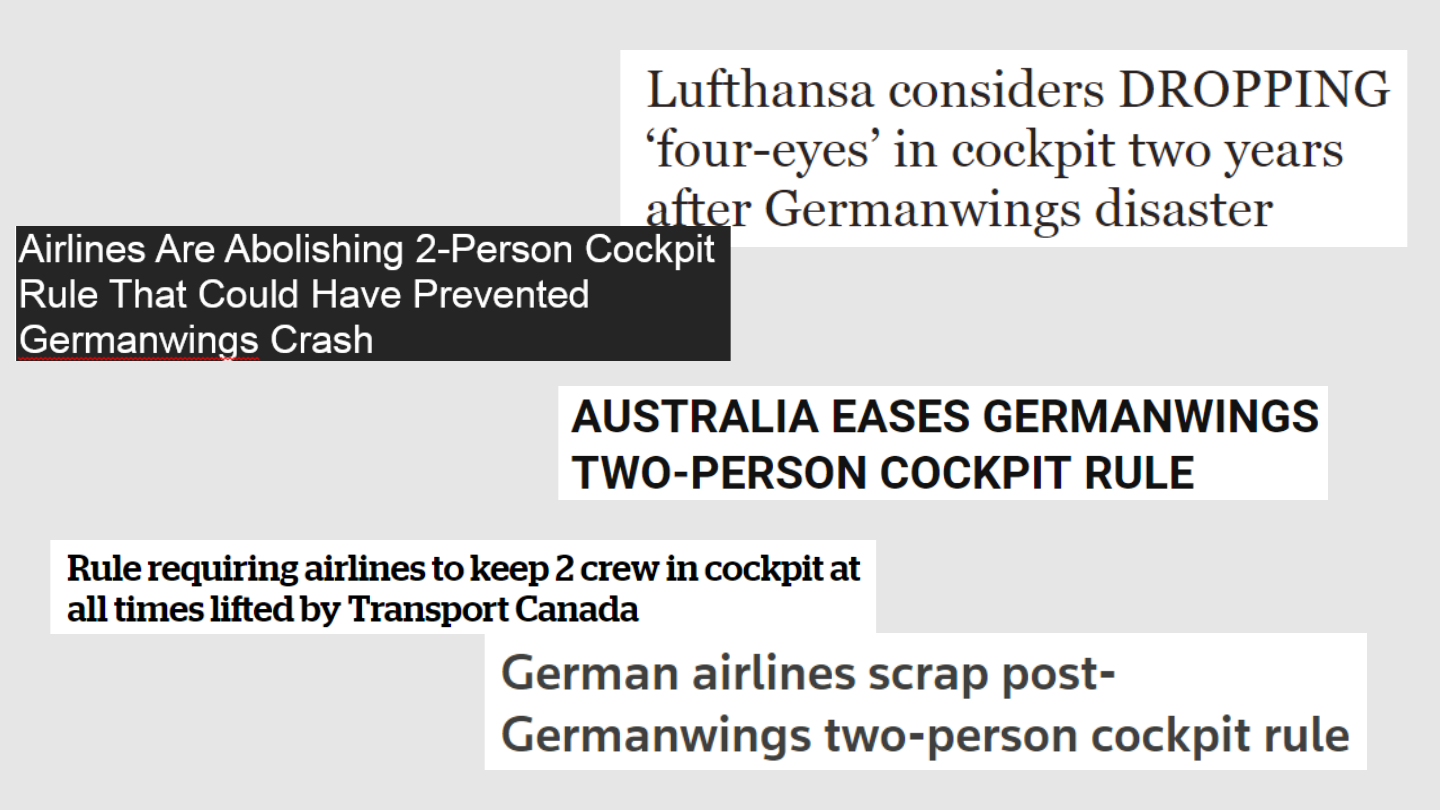 Lufthansa considers DROPPING
‘four-eyes’ in cockpit two years
after Germanwings disaster
Airlines Are Abolishing 2-Person Cockpit
Rule That Could Have Prevented
Germanwings Crash
AUSTRALIA EASES GERMANWINGS
TWO-PERSON COCKPIT RULE
Rule requiring airlines to keep 2 crew in cockpit at
all times lifted by Transport Canada
German airlines scrap post-
Germanwings two-person cockpit rule